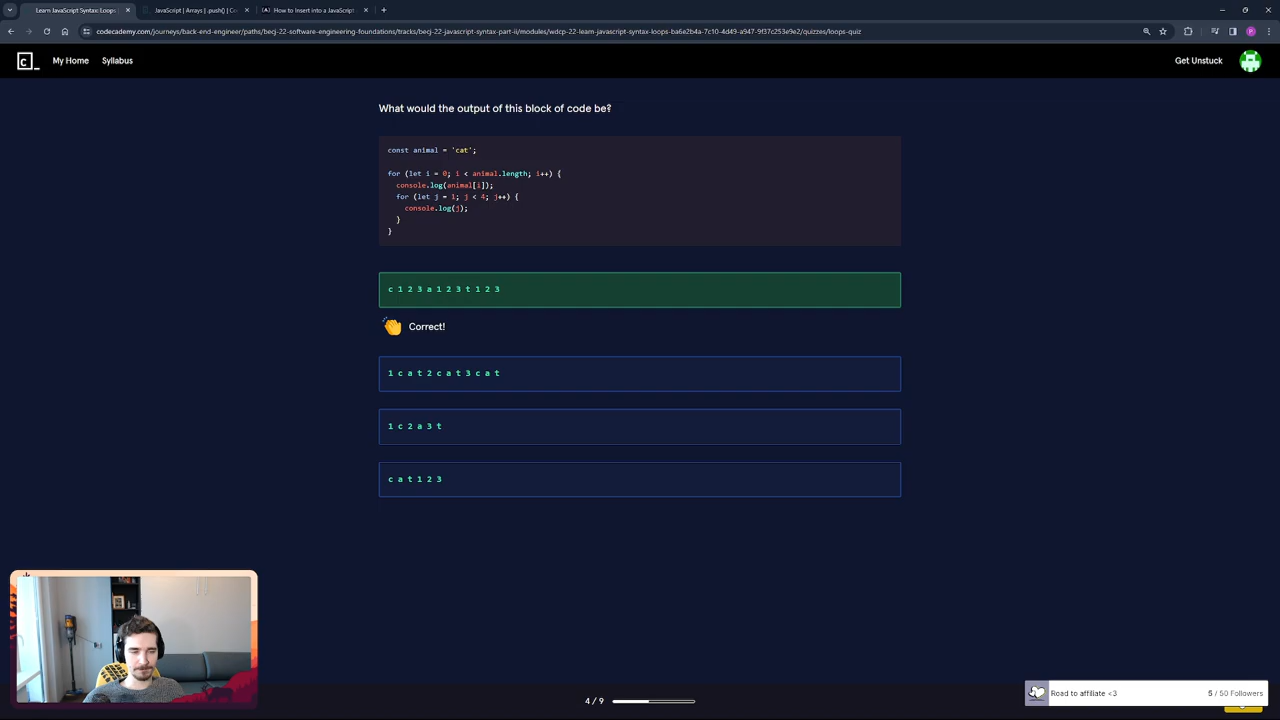 Learn JavaScript Syntax: Loops
JavaScript | Arrays | .push() | Co
How to Insert into a JavaScript
codecademy.com/journeys/back-end-engineer/paths/becj-22-software-engineering-foundations/tracks/becj-22-javascript-syntax-part-ii/modules/wdcp-22-learn-javascript-syntax-loops-ba6e2b4a-7c10-4d49-a947-9f37c253e9e2/quizzes/loops-quiz
c_ My Home Syllabus Get Unstuck
What would the output of this block of code be?
const animal = 'cat';
for (let i = 0; i < animal.length; i++) {
console.log(animal[i]);
for (let j = 1; j < 4; j++) {
console.log(j);
}
}
c 1 2 3 a 1 2 3 t 1 2 3
Correct!
1 c a t 2 c a t 3 c a t
1 c 2 a 3 t
c a t 1 2 3
Road to affiliate <3 5 / 50 Followers
4 / 9